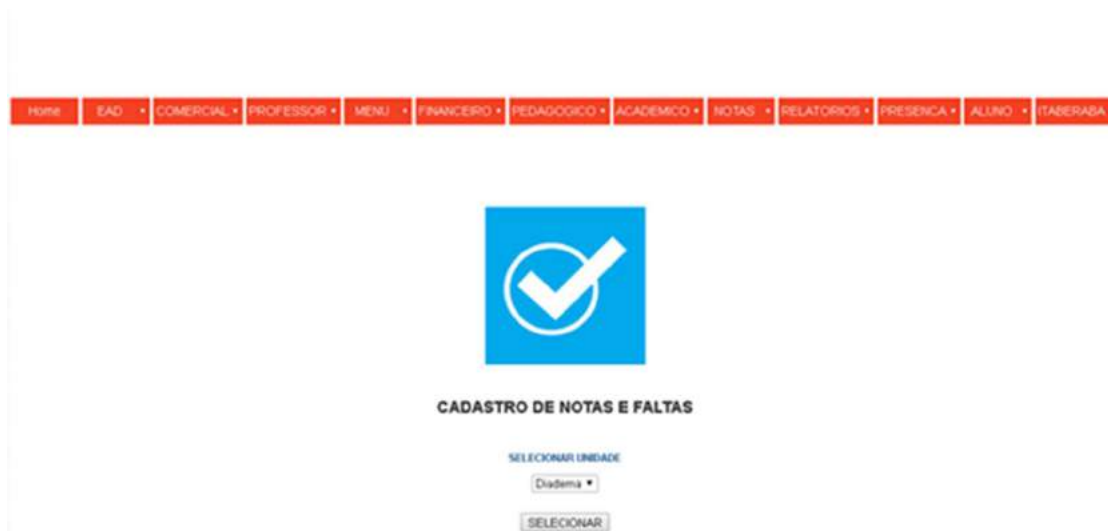 Home EAD COMERCIAL PROFESSOR MENU FINANCEIRO PEDAGOGICO ACADEMICO NOTAS RELATORIOS PRESENCA ALUNO ITABERABA
CADASTRO DE NOTAS E FALTAS
SELECIONAR UNIDADE
Diadema
SELECIONAR